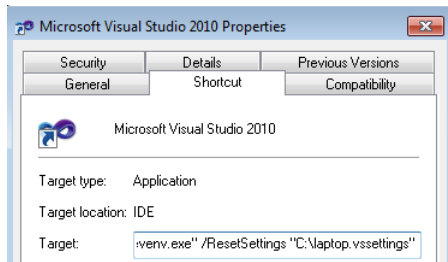 Microsoft Visual Studio 2010 Properties
Security Details Previous Versions
General Shortcut Compatibility
Microsoft Visual Studio 2010
Target type: Application
Target location: IDE
Target: venv.exe" /ResetSettings "C:\laptop.vssettings"